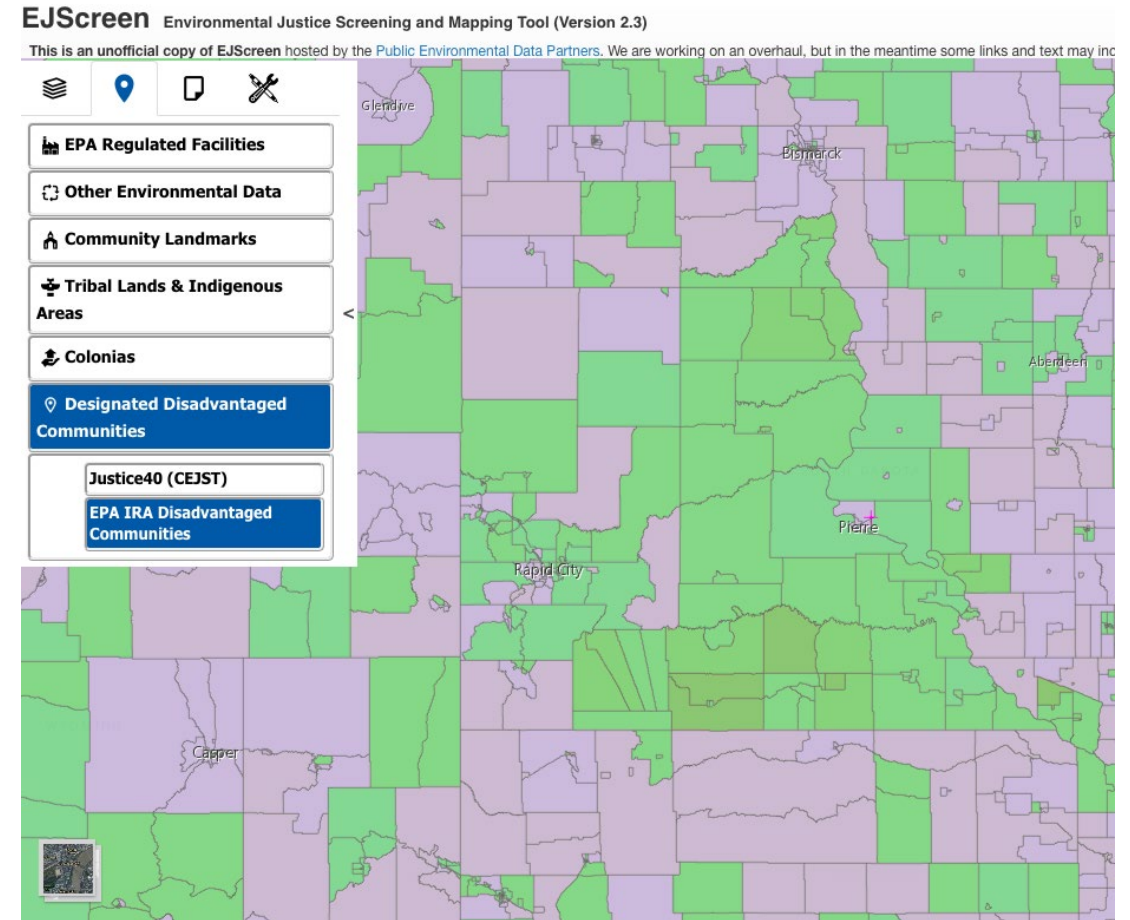 EJScreen Environmental Justice Screening and Mapping Tool (Version 2.3)
This is an unofficial copy of EJScreen hosted by the Public Environmental Data Partners. We are working on an overhaul, but in the meantime some links and text may inc
EPA Regulated Facilities
Other Environmental Data
Community Landmarks
Tribal Lands & Indigenous
Areas
<
Colonias
Designated Disadvantaged
Communities
Justice40 (CEJST)
EPA IRA Disadvantaged
Communities
Glendive
Bismarck
Aberdeen
Pierre
Rapid City
Casper